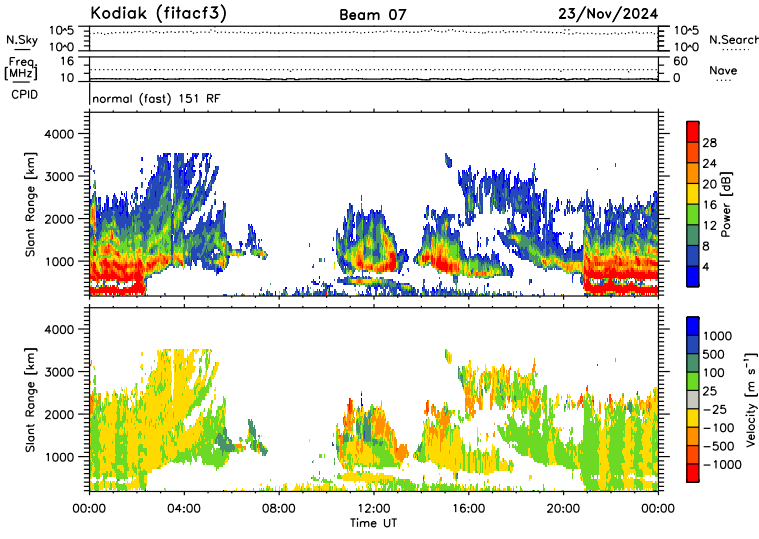 Kodiak (fitacf3) Beam 07 23/Nov/2024
N.Sky 10^5 10^0 10^5 10^0 N.Search
Freq. [MHz] 16 10 60 0 Nave
CPID normal (fast) 151 RF
Slant Range [km] 4000 3000 2000 1000
28 24 20 16 12 8 4 Power [dB]
Slant Range [km] 4000 3000 2000 1000
1000 500 100 25 −25 −100 −500 −1000 Velocity [m s⁻¹]
00:00 04:00 08:00 12:00 16:00 20:00 00:00
Time UT